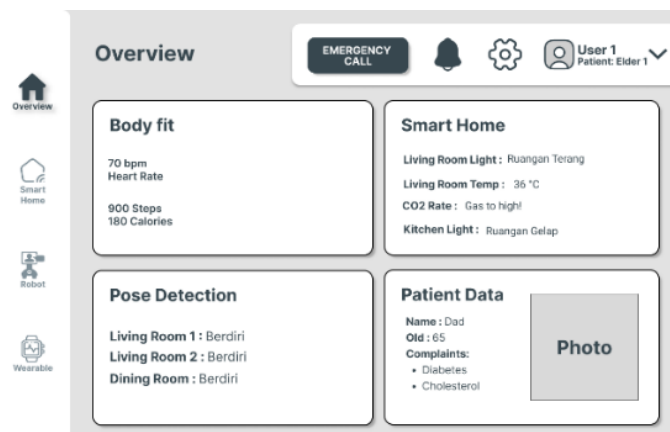 Overview
EMERGENCY
CALL
User 1
Patient: Elder 1
Overview
Smart
Home
Robot
Wearable
Body fit
70 bpm
Heart Rate
900 Steps
180 Calories
Smart Home
Living Room Light : Ruangan Terang
Living Room Temp : 36 °C
CO2 Rate : Gas to high!
Kitchen Light : Ruangan Gelap
Pose Detection
Living Room 1 : Berdiri
Living Room 2 : Berdiri
Dining Room : Berdiri
Patient Data
Name : Dad
Old : 65
Complaints:
• Diabetes
• Cholesterol
Photo